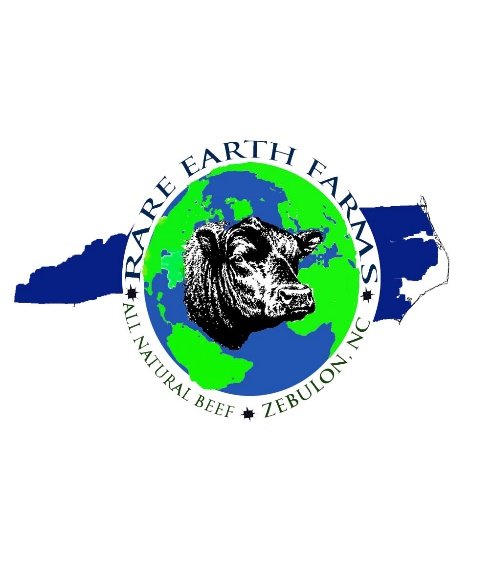 RARE EARTH FARMS
ALL NATURAL BEEF
ZEBULON, NC